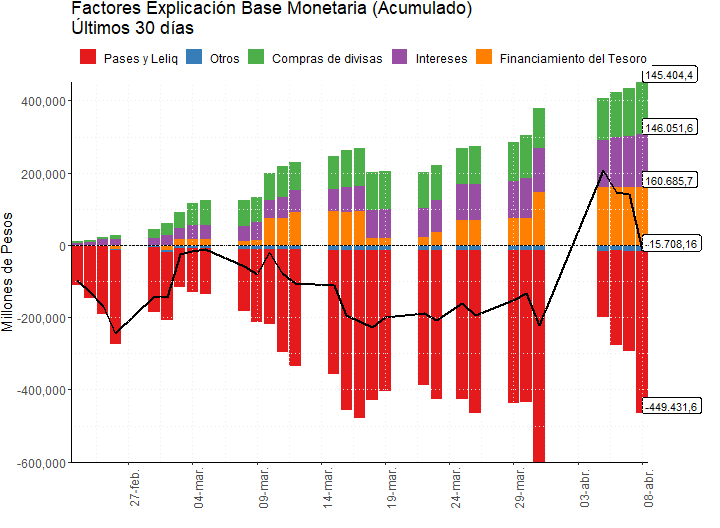 Factores Explicación Base Monetaria (Acumulado)
Últimos 30 días
Pases y Leliq
Otros
Compras de divisas
Intereses
Financiamiento del Tesoro
Millones de Pesos
400,000
200,000
0
-200,000
-400,000
-600,000
145.404,4
146.051,6
160.685,7
-15.708,16
-449.431,6
27-feb.
04-mar.
09-mar.
14-mar.
19-mar.
24-mar.
29-mar.
03-abr.
08-abr.